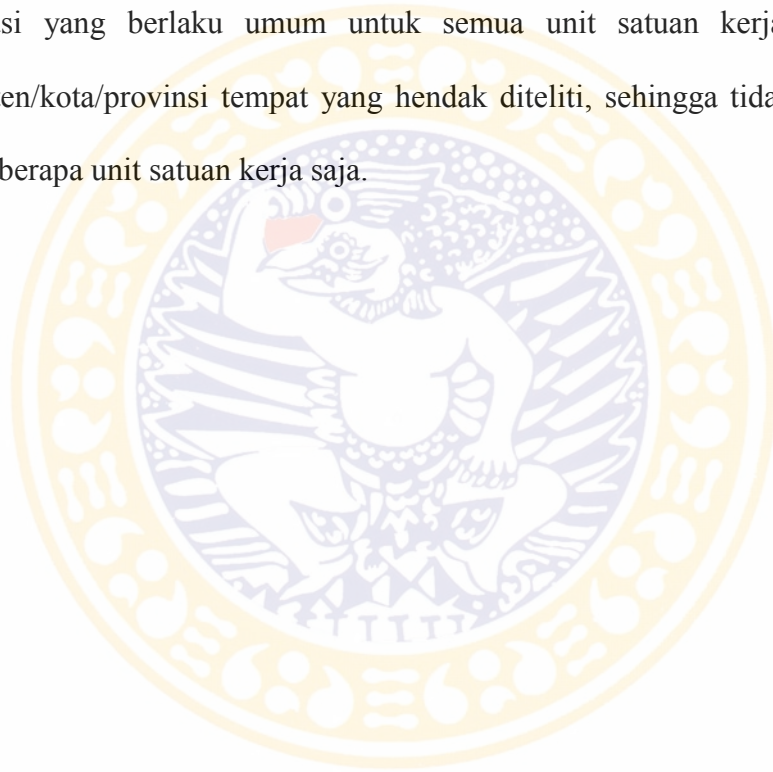 si yang berlaku umum untuk semua unit satuan kerja
en/kota/provinsi tempat yang hendak diteliti, sehingga tida
berapa unit satuan kerja saja.